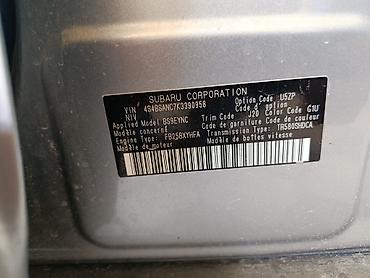 SUBARU CORPORATION
VIN 4S4BSANC7K3390958 Option Code U5ZP
NIV Code d'option
Applied Model BS9EYNC Trim Code J20 Color Code G1U
Modèle concerné Code de garniture Code de couleur
Engine Type FB25BXYHFA Transmission Type TR580SHDCA
Modèle de moteur Modèle de boîtes vitesse